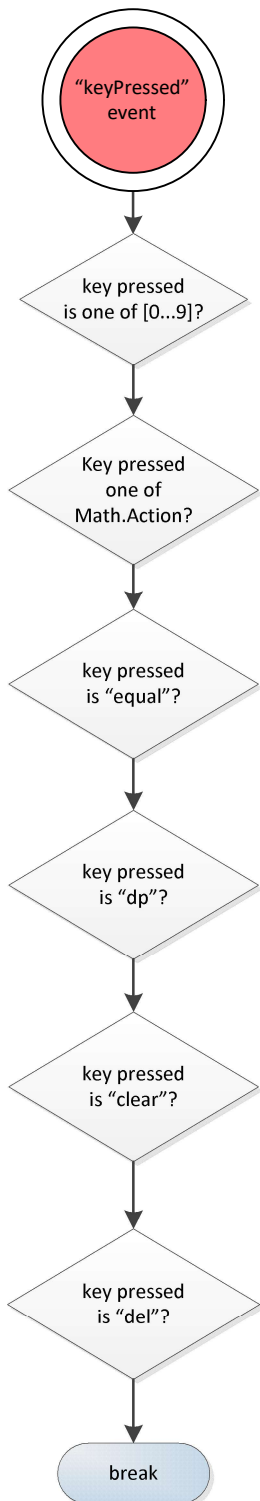 “keyPressed”
event
key pressed
is one of [0...9]?
Key pressed
one of
Math.Action?
key pressed
is “equal”?
key pressed
is “dp”?
key pressed
is “clear”?
key pressed
is “del”?
break